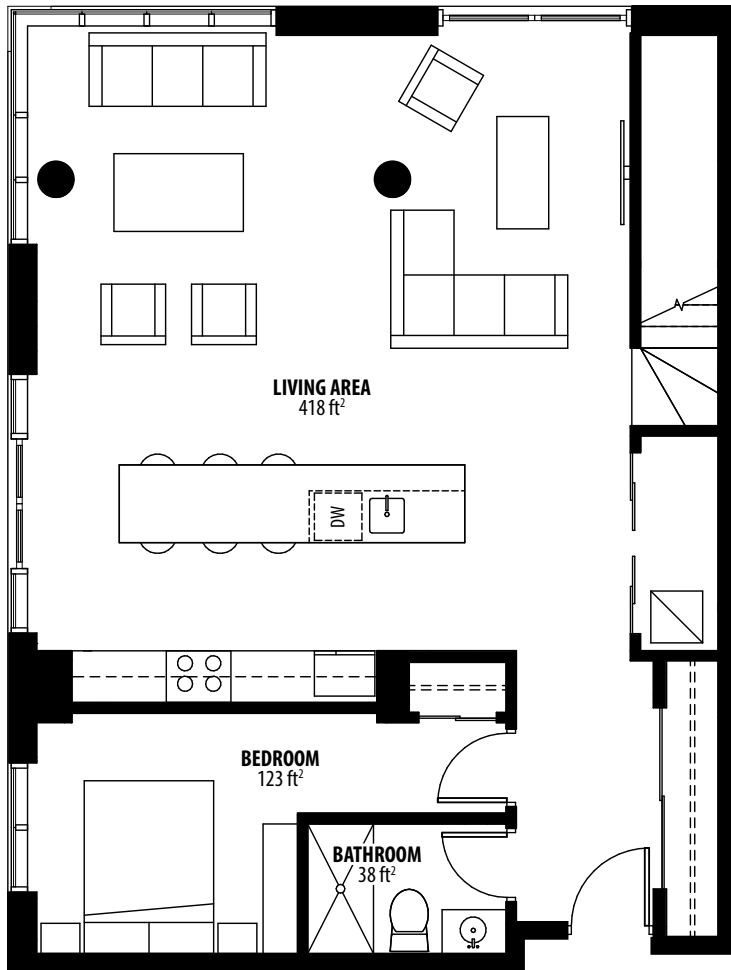 LIVING AREA
418 ft²
DW
BEDROOM
123 ft²
BATHROOM
38 ft²